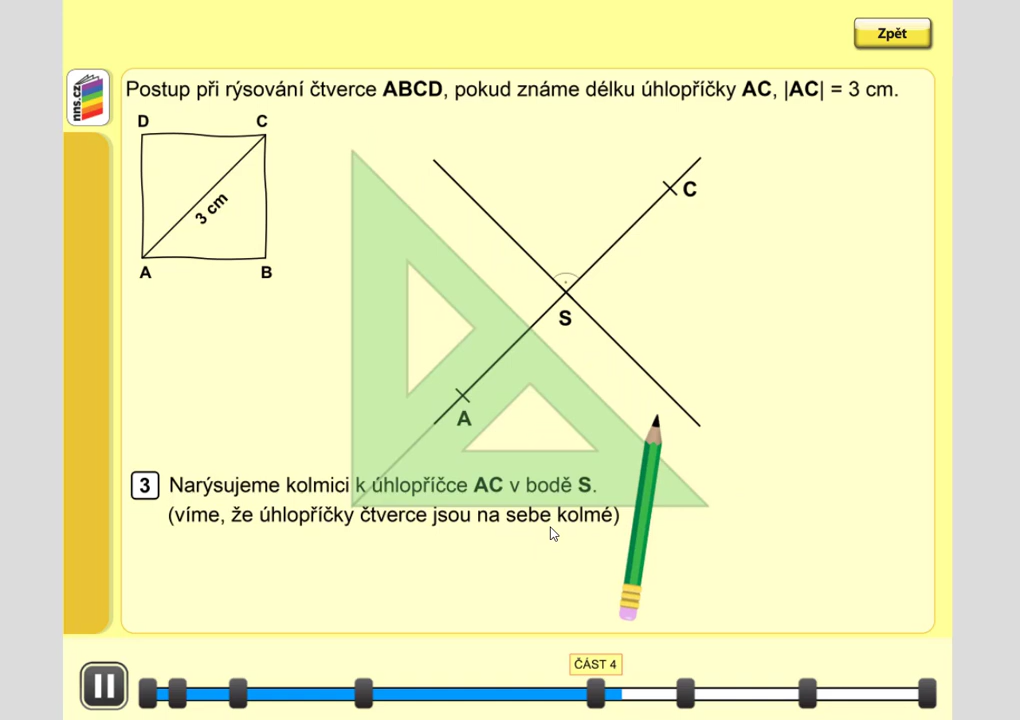 Zpět
nns.cz
Postup při rýsování čtverce ABCD, pokud známe délku úhlopříčky AC, |AC| = 3 cm.
D C
3 cm
A B
C
S
A
3 Narýsujeme kolmici k úhlopříčce AC v bodě S.
(víme, že úhlopříčky čtverce jsou na sebe kolmé)
ČÁST 4